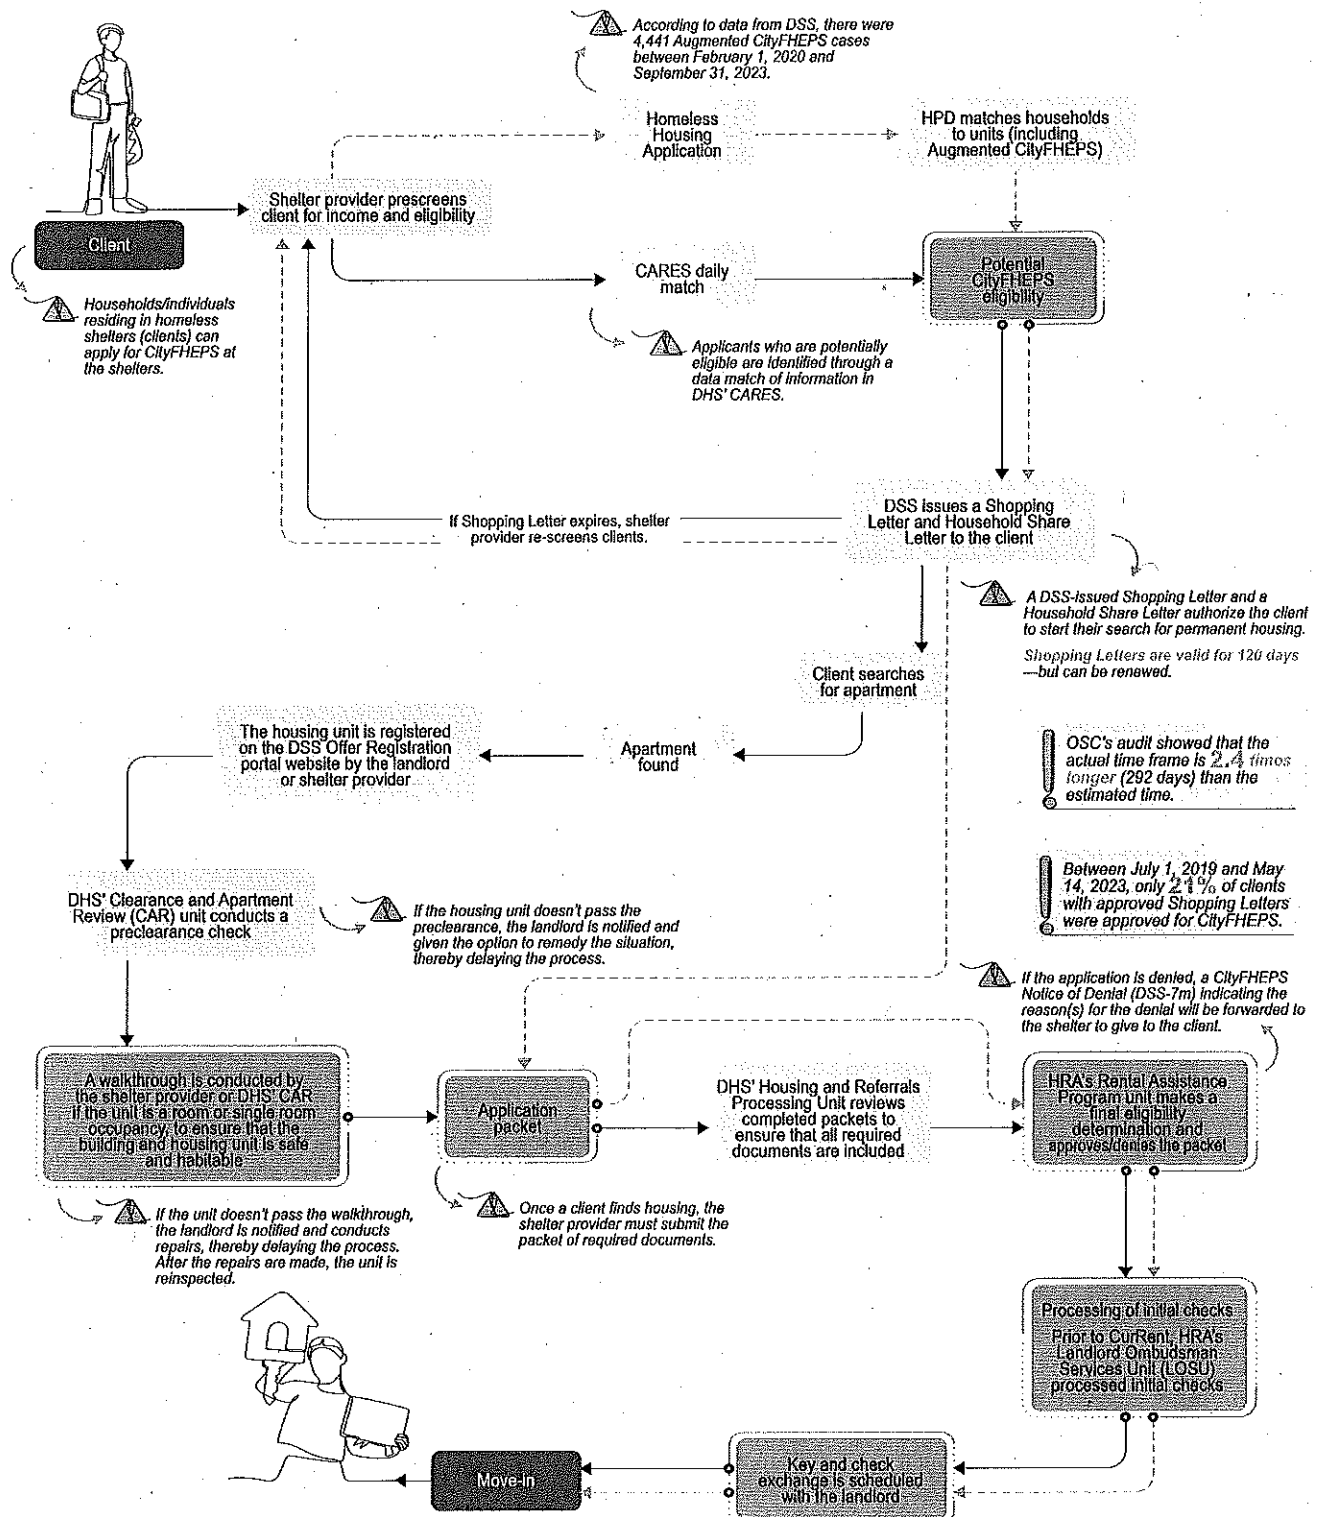 According to data from DSS, there were
4,441 Augmented CityFHEPS cases
between February 1, 2020 and
September 31, 2023.
Homeless
Housing
Application
HPD matches households
to units (including
Augmented CityFHEPS)
Shelter provider prescreens
client for income and eligibility
Client
CARES daily
match
Potential
CityFHEPS
eligibility
Households/individuals
residing in homeless
shelters (clients) can
apply for CityFHEPS at
the shelters.
Applicants who are potentially
eligible are identified through a
data match of information in
DHS' CARES.
If Shopping Letter expires, shelter
provider re-screens clients.
DSS issues a Shopping
Letter and Household Share
Letter to the client
A DSS-issued Shopping Letter and a
Household Share Letter authorize the client
to start their search for permanent housing.
Shopping Letters are valid for 120 days
—but can be renewed.
Client searches
for apartment
Apartment
found
The housing unit is registered
on the DSS Offer Registration
portal website by the landlord
or shelter provider
OSC's audit showed that the
actual time frame is 2.4 times
longer (292 days) than the
estimated time.
Between July 1, 2019 and May
14, 2023, only 21% of clients
with approved Shopping Letters
were approved for CityFHEPS.
DHS' Clearance and Apartment
Review (CAR) unit conducts a
preclearance check
If the housing unit doesn't pass the
preclearance, the landlord is notified and
given the option to remedy the situation,
thereby delaying the process.
If the application is denied, a CityFHEPS
Notice of Denial (DSS-7m) indicating the
reason(s) for the denial will be forwarded to
the shelter to give to the client.
A walkthrough is conducted by
the shelter provider or DHS' CAR
if the unit is a room or single room
occupancy, to ensure that the
building and housing unit is safe
and habitable
Application
packet
DHS' Housing and Referrals
Processing Unit reviews
completed packets to
ensure that all required
documents are included
HRA's Rental Assistance
Program unit makes a
final eligibility
determination and
approves/denies the packet
If the unit doesn't pass the walkthrough,
the landlord is notified and conducts
repairs, thereby delaying the process.
After the repairs are made, the unit is
reinspected.
Once a client finds housing, the
shelter provider must submit the
packet of required documents.
Processing of initial checks
Prior to CurRent, HRA's
Landlord Ombudsman
Services Unit (LOSU)
processed initial checks
Key and check
exchange is scheduled
with the landlord
Move-in